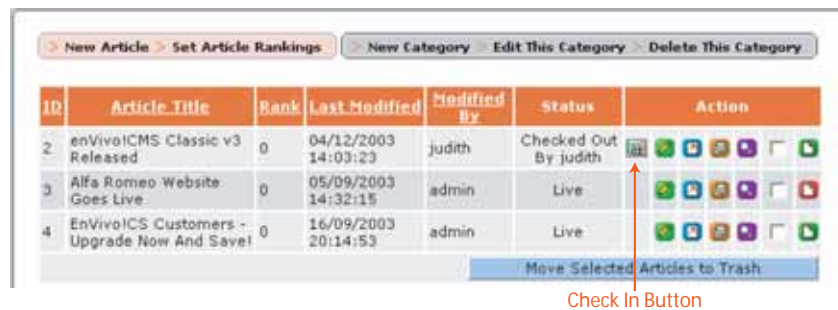 New Article Set Article Rankings New Category Edit This Category Delete This Category
ID Article Title Rank Last Modified Modified By Status Action
2 enVivo!CMS Classic v3 Released 0 04/12/2003 14:03:23 judith Checked Out By judith
3 Alfa Romeo Website Goes Live 0 05/09/2003 14:32:15 admin Live
4 EnVivo!CS Customers - Upgrade Now And Save! 0 16/09/2003 20:14:53 admin Live
Move Selected Articles to Trash
Check In Button